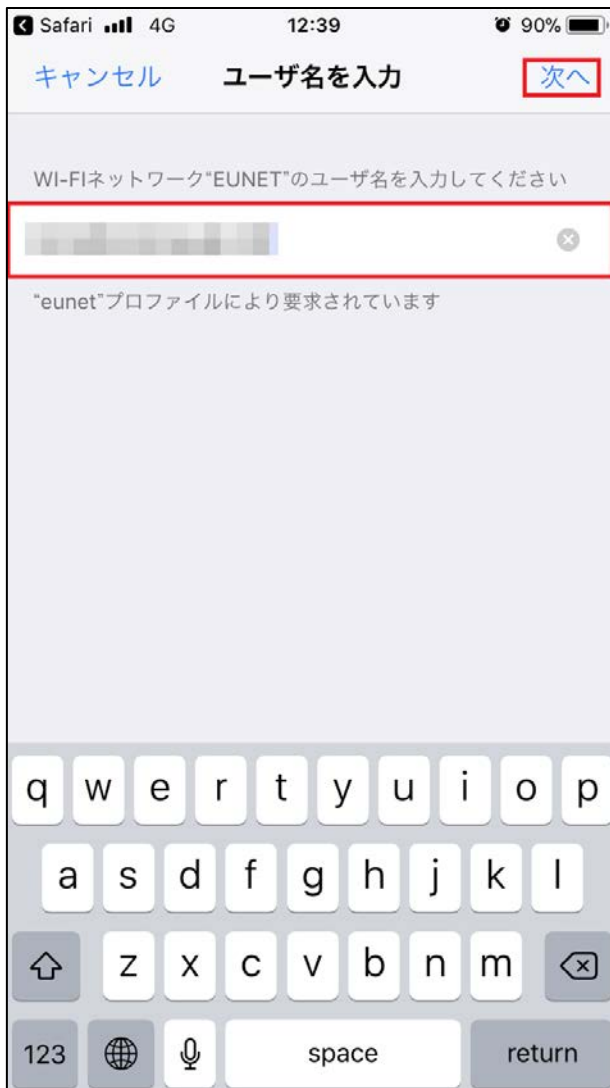 Safari 4G 12:39 90%
キャンセル ユーザ名を入力 次へ
WI-FIネットワーク“EUNET”のユーザ名を入力してください
“eunet”プロファイルにより要求されています
q w e r t y u i o p
a s d f g h j k l
z x c v b n m
123 space return